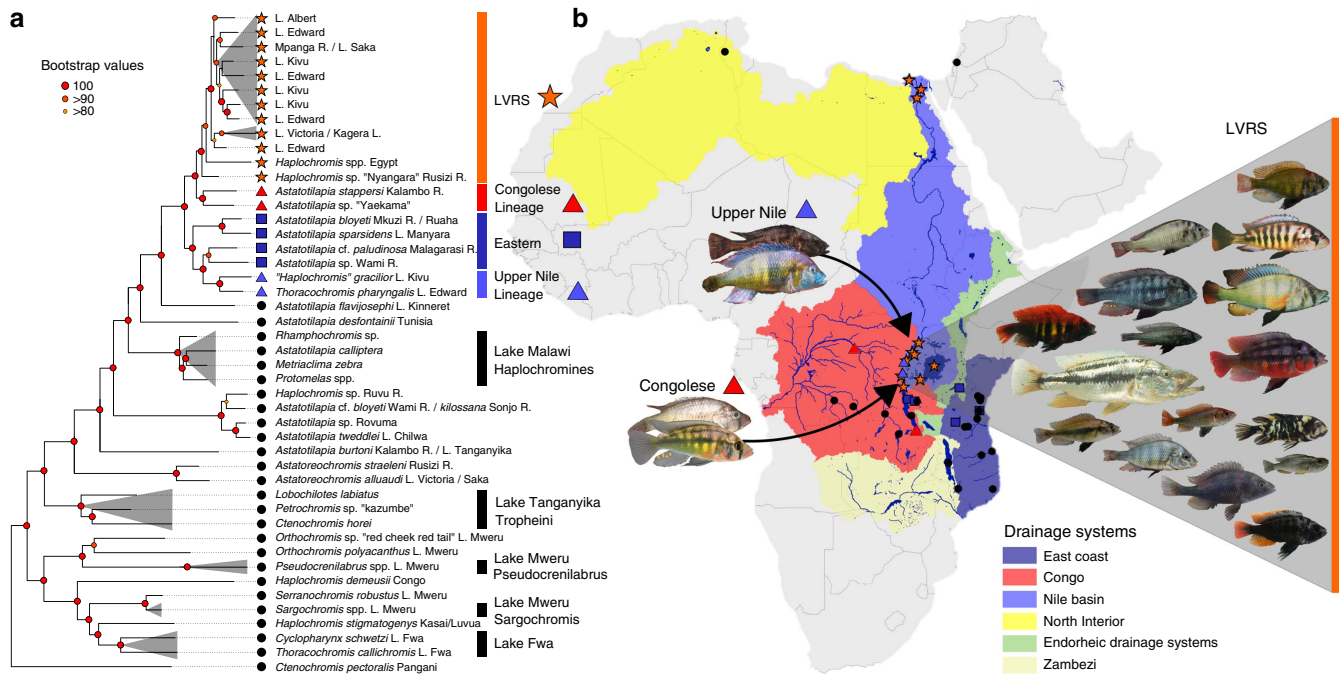 a
Bootstrap values
100
>90
>80
L. Albert
L. Edward
Mpanga R. / L. Saka
L. Kivu
L. Edward
L. Kivu
L. Kivu
L. Edward
L. Victoria / Kagera L.
L. Edward
Haplochromis spp. Egypt
Haplochromis sp. "Nyangara" Rusizi R.
Astatotilapia stappersi Kalambo R.
Astatotilapia sp. "Yaekama"
Astatotilapia bloyeti Mkuzi R. / Ruaha
Astatotilapia sparsidens L. Manyara
Astatotilapia cf. paludinosa Malagarasi R.
Astatotilapia sp. Wami R.
"Haplochromis" gracilior L. Kivu
Thoracochromis pharyngalis L. Edward
Astatotilapia flavijosephi L. Kinneret
Astatotilapia desfontainii Tunisia
Rhamphochromis sp.
Astatotilapia calliptera
Metriaclima zebra
Protomelas spp.
Haplochromis sp. Ruvu R.
Astatotilapia cf. bloyeti Wami R. / kilossana Sonjo R.
Astatotilapia sp. Rovuma
Astatotilapia tweddlei L. Chilwa
Astatotilapia burtoni Kalambo R. / L. Tanganyika
Astatoreochromis straeleni Rusizi R.
Astatoreochromis alluaudi L. Victoria / Saka
Lobochilotes labiatus
Petrochromis sp. "kazumbe"
Ctenochromis horei
Orthochromis sp. "red cheek red tail" L. Mweru
Orthochromis polyacanthus L. Mweru
Pseudocrenilabrus spp. L. Mweru
Haplochromis demeusii Congo
Serranochromis robustus L. Mweru
Sargochromis spp. L. Mweru
Haplochromis stigmatogenys Kasai/Luvua
Cyclopharynx schwetzi L. Fwa
Thoracochromis callichromis L. Fwa
Ctenochromis pectoralis Pangani
LVRS
Congolese
Lineage
Eastern
Upper Nile
Lineage
Lake Malawi
Haplochromines
Lake Tanganyika
Tropheini
Lake Mweru
Pseudocrenilabrus
Lake Mweru
Sargochromis
Lake Fwa
b
Upper Nile
Congolese
LVRS
Drainage systems
East coast
Congo
Nile basin
North Interior
Endorheic drainage systems
Zambezi